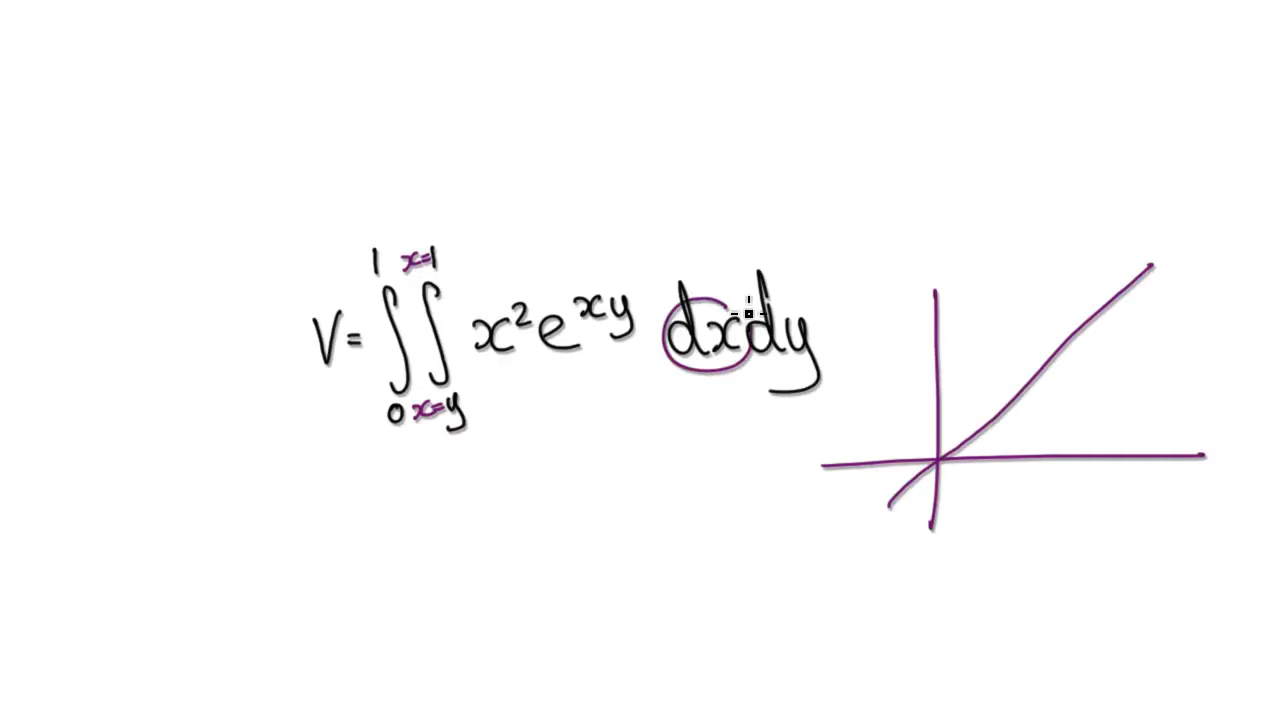 1 x=1
V= ∫∫ x²e^{xy} dxdy
0 x=y